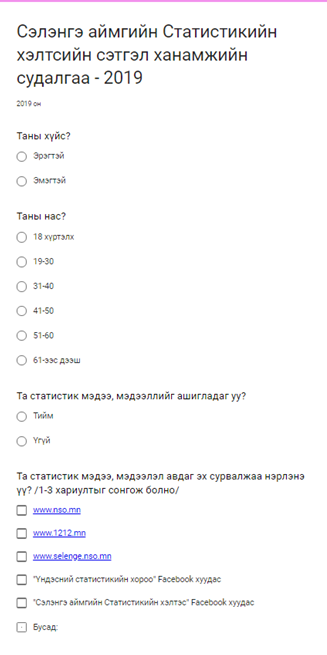 Сэлэнгэ аймгийн Статистикийн
хэлтсийн сэтгэл ханамжийн
судалгаа - 2019
2019 он
Таны хүйс?
Эрэгтэй
Эмэгтэй
Таны нас?
18 хүртэлх
19-30
31-40
41-50
51-60
61-ээс дээш
Та статистик мэдээ, мэдээллийг ашигладаг уу?
Тийм
Үгүй
Та статистик мэдээ, мэдээлэл авдаг эх сурвалжаа нэрлэнэ
үү? /1-3 хариултыг сонгож болно/
www.nso.mn
www.1212.mn
www.selenge.nso.mn
"Үндэсний статистикийн хороо" Facebook хуудас
"Сэлэнгэ аймгийн Статистикийн хэлтэс" Facebook хуудас
Бусад: